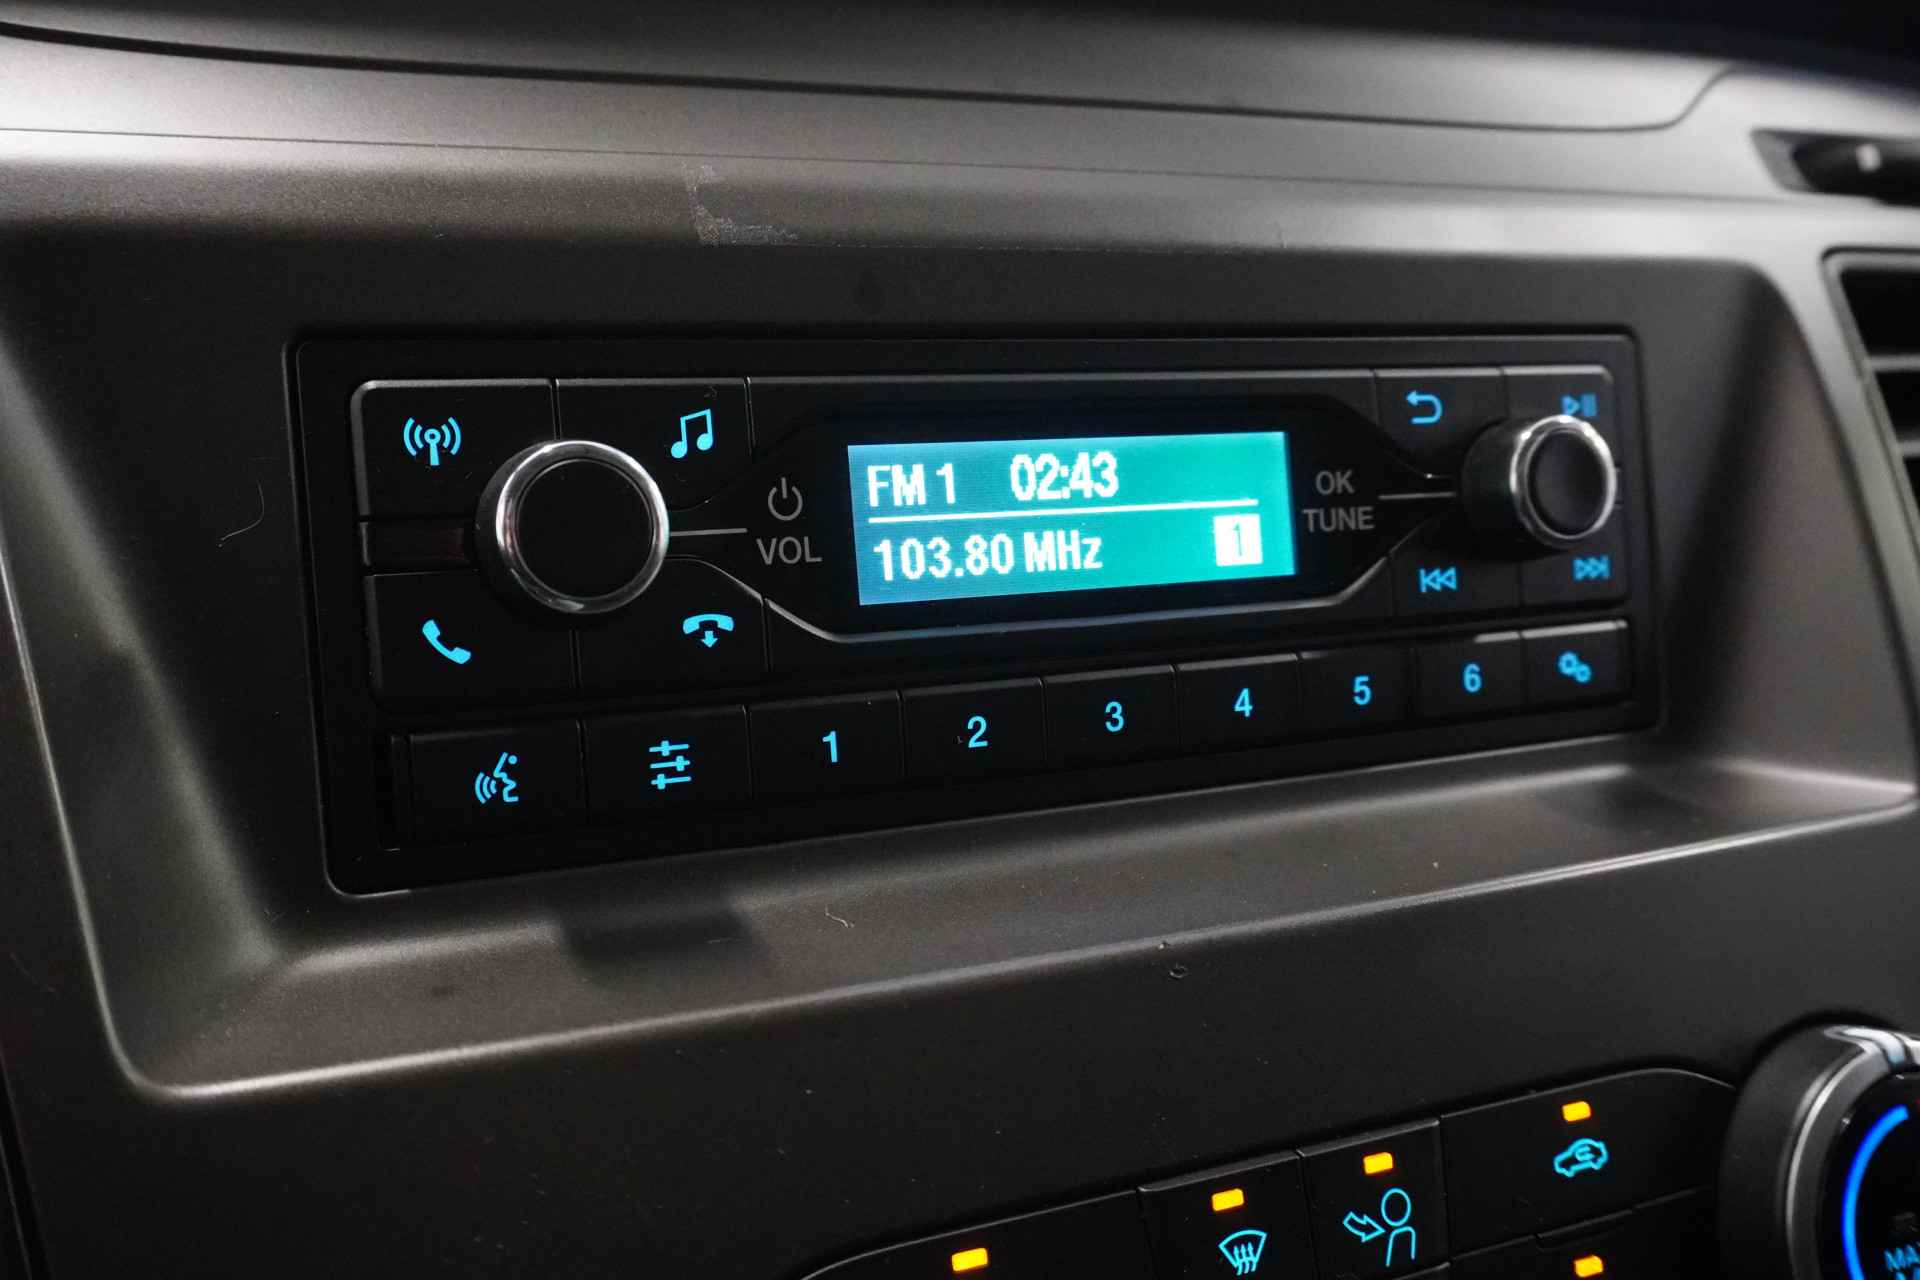 FM 1 02:43
103.80 MHz 1
VOL
OK
TUNE
1 2 3 4 5 6